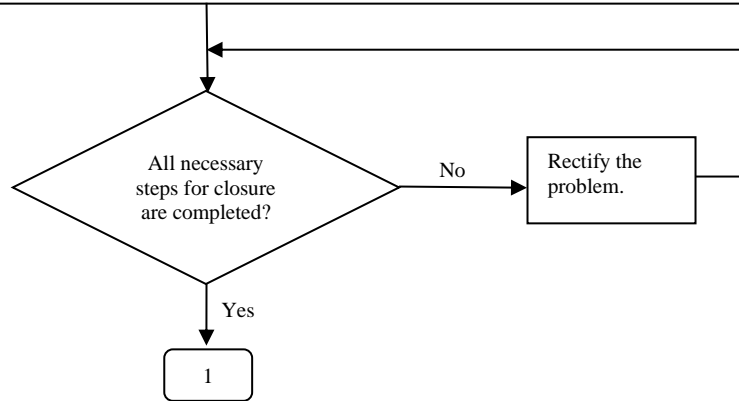 All necessary
steps for closure
are completed?
No
Rectify the
problem.
Yes
1